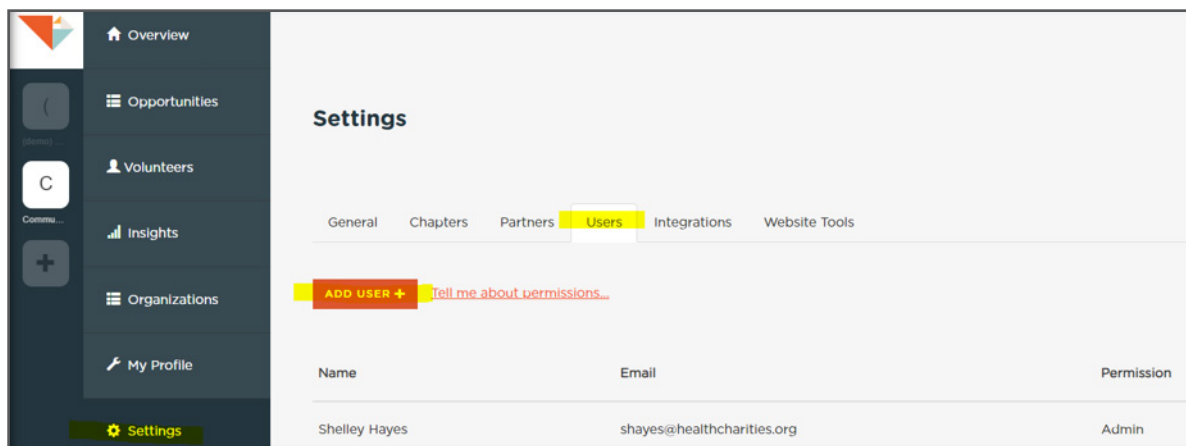 Overview
Opportunities
Volunteers
Insights
Organizations
My Profile
Settings
(
(demo) ...
C
Commu...
+
Settings
General Chapters Partners Users Integrations Website Tools
ADD USER + Tell me about permissions...
Name Email Permission
Shelley Hayes shayes@healthcharities.org Admin